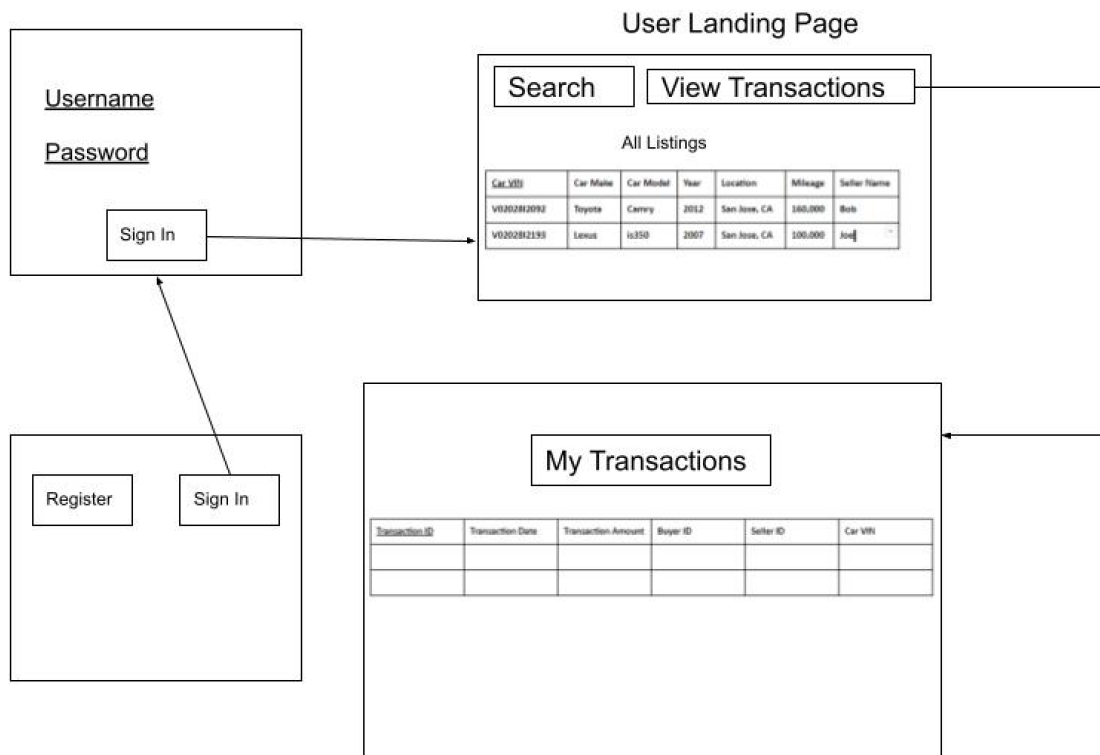 User Landing Page
Username
Password
Sign In
Search
View Transactions
All Listings
Car VIN Car Make Car Model Year Location Mileage Seller Name
V02028I2092 Toyota Camry 2012 San Jose, CA 160,000 Bob
V02028I2193 Lexus is350 2007 San Jose, CA 100,000 Joe
Register
Sign In
My Transactions
Transaction ID Transaction Date Transaction Amount Buyer ID Seller ID Car VIN